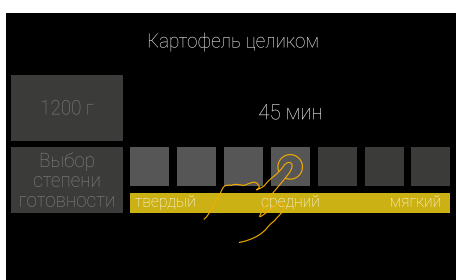 Картофель целиком
1200 г
45 мин
Выбор
степени
готовности
твердый средний мягкий